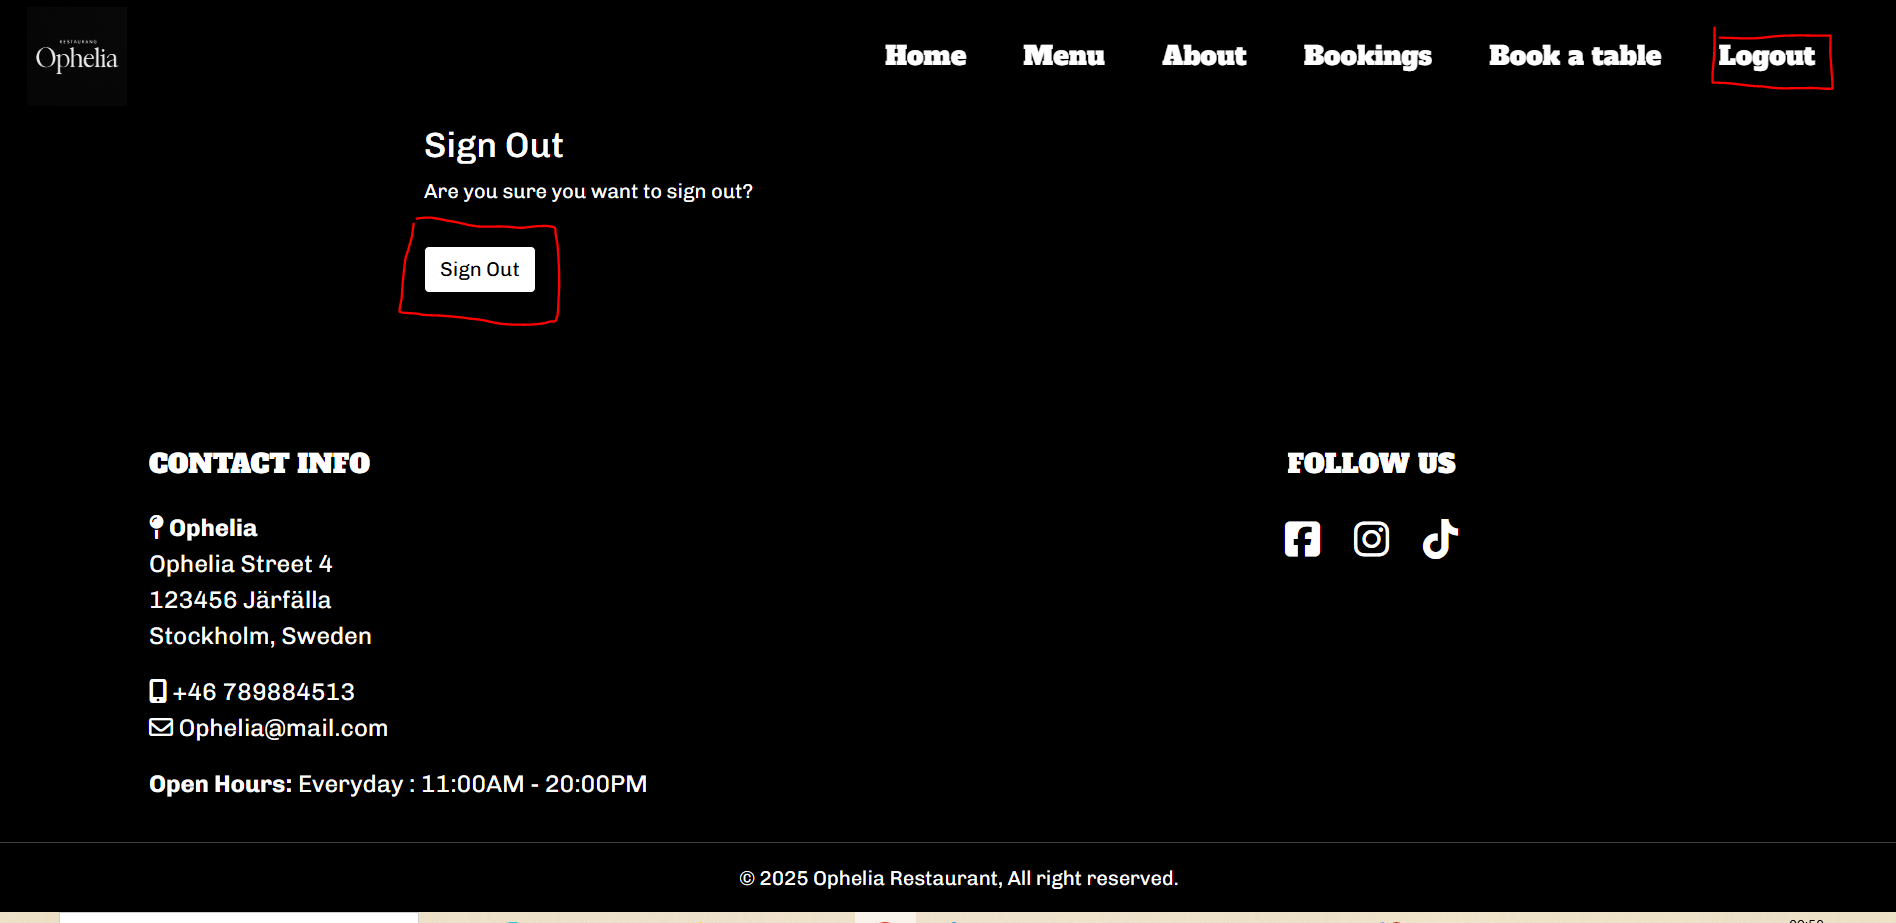 RESTAURANG
Ophelia
Home Menu About Bookings Book a table Logout
Sign Out
Are you sure you want to sign out?
Sign Out
CONTACT INFO
Ophelia
Ophelia Street 4
123456 Järfälla
Stockholm, Sweden
+46 789884513
Ophelia@mail.com
Open Hours: Everyday : 11:00AM - 20:00PM
FOLLOW US
© 2025 Ophelia Restaurant, All right reserved.